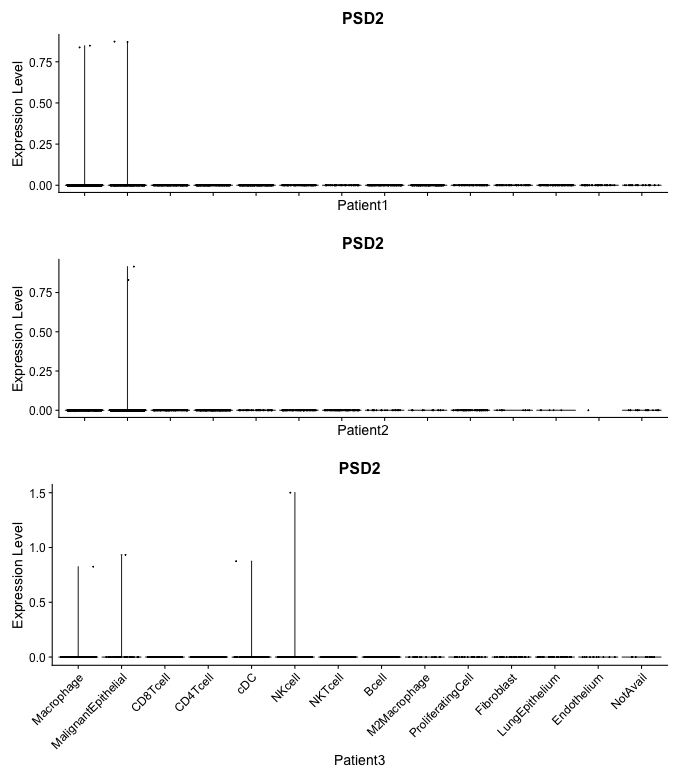 PSD2
Expression Level
0.75
0.50
0.25
0.00
Patient1
PSD2
Expression Level
0.75
0.50
0.25
0.00
Patient2
PSD2
Expression Level
1.5
1.0
0.5
0.0
Macrophage
MalignantEpithelial
CD8Tcell
CD4Tcell
cDC
NKcell
NKTcell
Bcell
M2Macrophage
ProliferatingCell
Fibroblast
LungEpithelium
Endothelium
NotAvail
Patient3